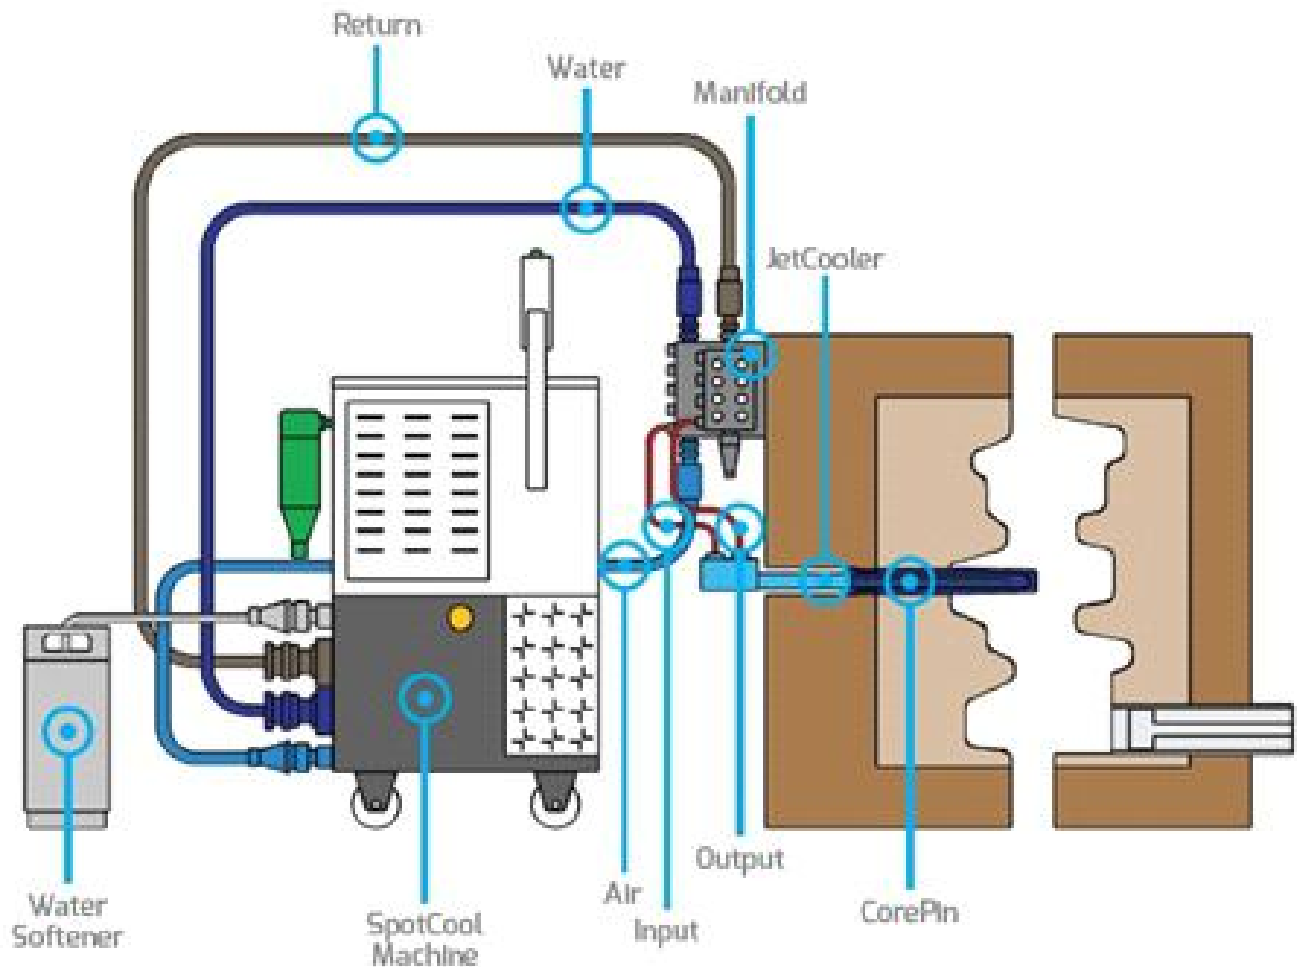 Return
Water
Manifold
JetCooler
Output
Air
CorePin
Input
Water
Softener
SpotCool
Machine